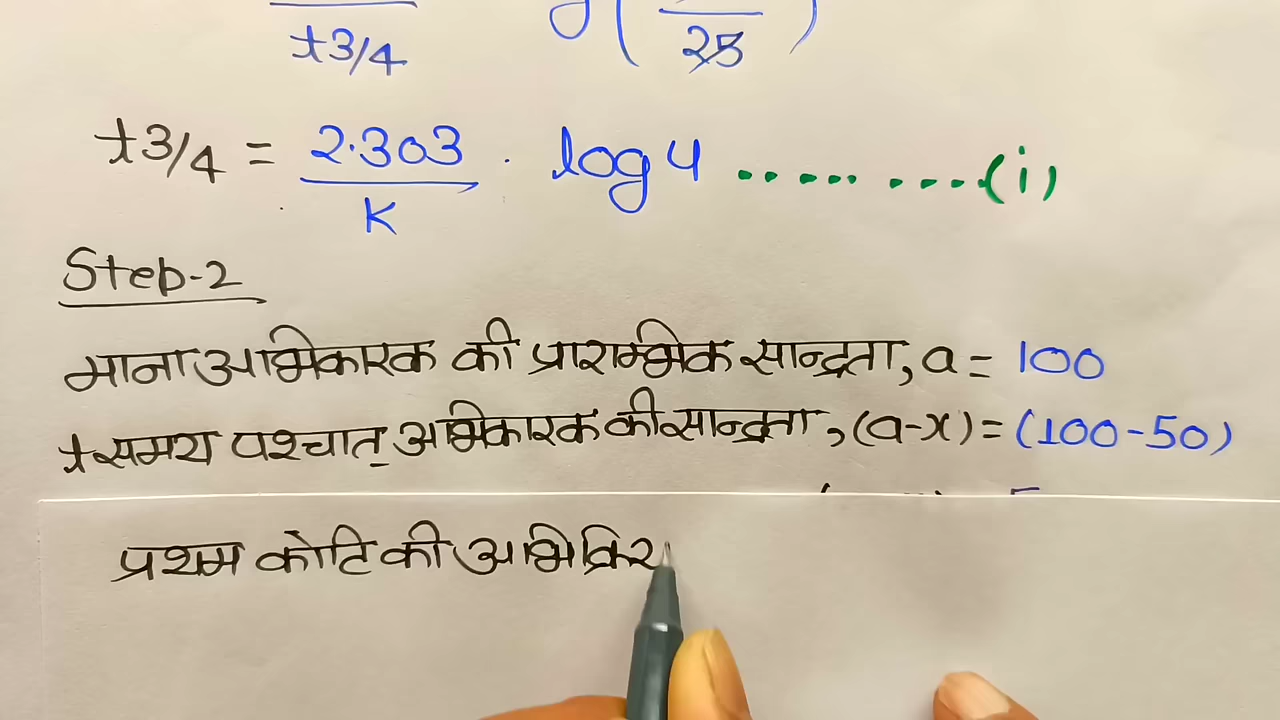 t3/4 g( 25 )
t3/4 = 2.303/K . log 4 ..... ....(i)
Step-2
माना अभिकारक की प्रारम्भिक सान्द्रता, a = 100
t समय पश्चात् अभिकारक की सान्द्रता, (a-x) = (100-50)
प्रथम कोटि की अभिक्रिय